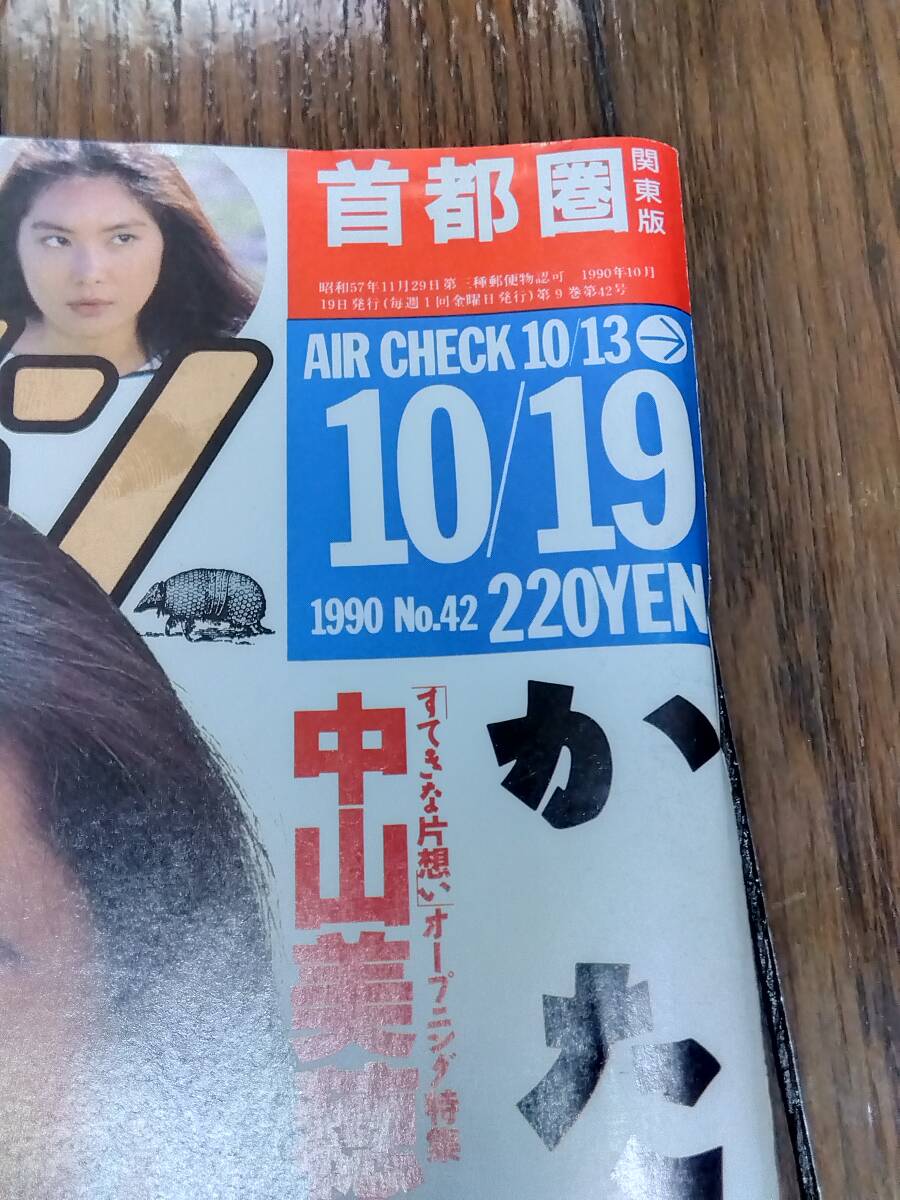 首都圏
関東版
昭和57年11月29日第三種郵便物認可 1990年10月
19日発行(毎週1回金曜日発行)第9巻第42号
AIR CHECK 10/13→
10/19
1990 No.42 220YEN
かた
「すてきな片想い」オープニング特集
中山美穂